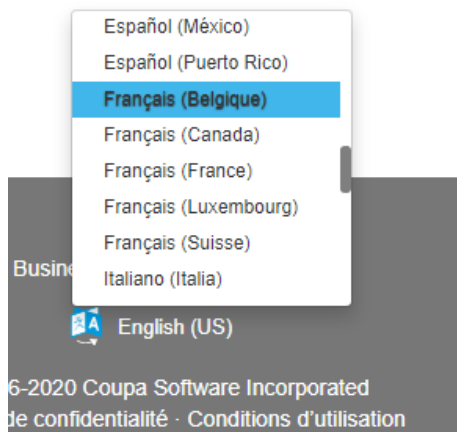 Español (México)
Español (Puerto Rico)
Français (Belgique)
Français (Canada)
Français (France)
Français (Luxembourg)
Français (Suisse)
Italiano (Italia)
English (US)
6-2020 Coupa Software Incorporated
de confidentialité · Conditions d'utilisation